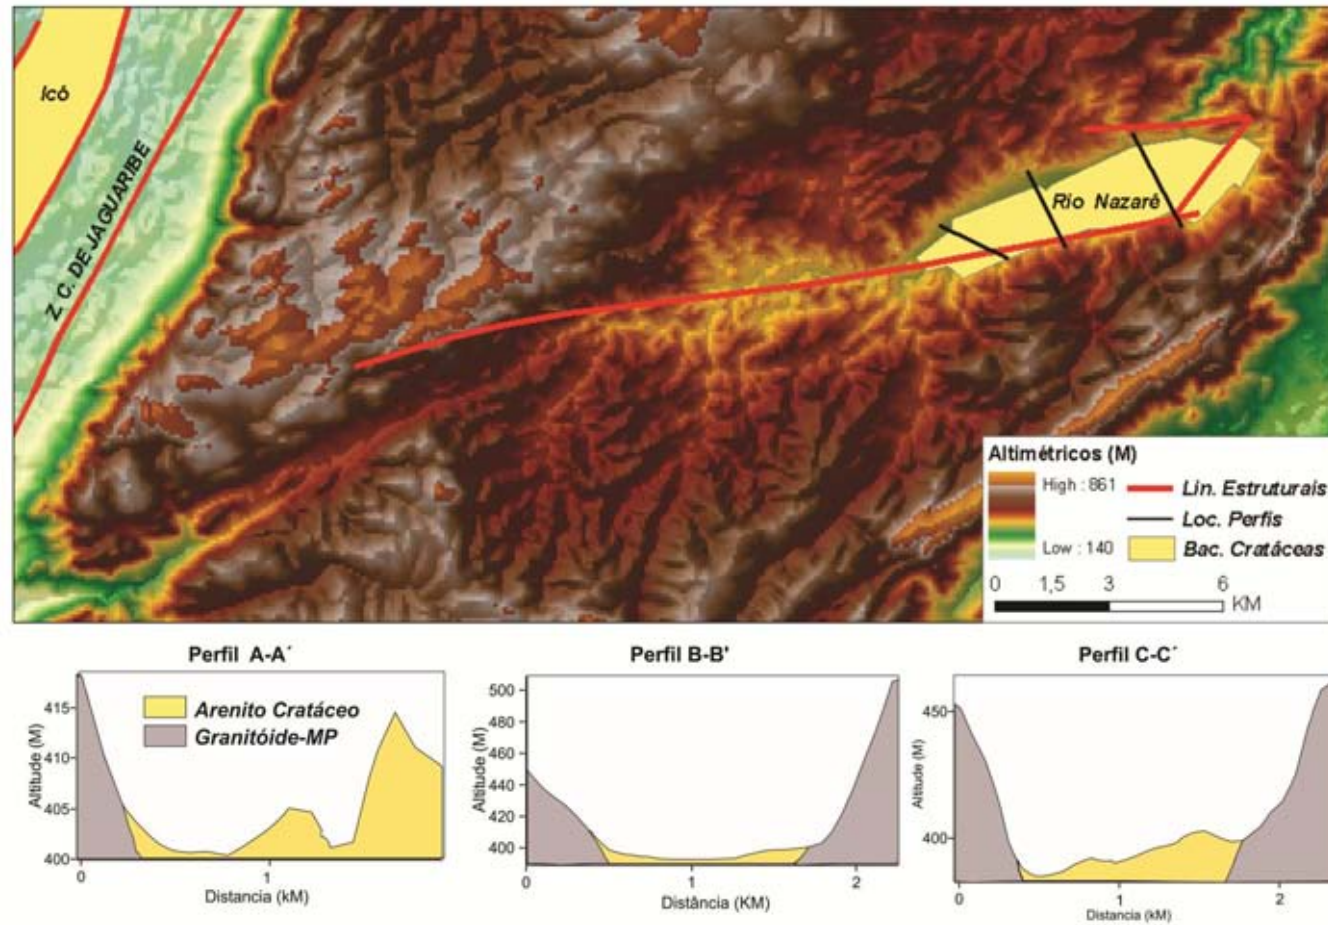 Icó
Z. C. DE JAGUARIBE
Rio Nazaré
Altimétricos (M)
High : 861
Low : 140
Lin. Estruturais
Loc. Perfis
Bac. Cratáceas
0 1,5 3 6
KM
Perfil A-A´
415
410
405
400
Altitude (M)
Arenito Cratáceo
Granitóide-MP
0 1
Distancia (kM)
Perfil B-B'
500
480
460
440
420
400
Altitude (M)
0 1 2
Distância (KM)
Perfil C-C´
450
400
Altitude (M)
0 1 2
Distancia (kM)